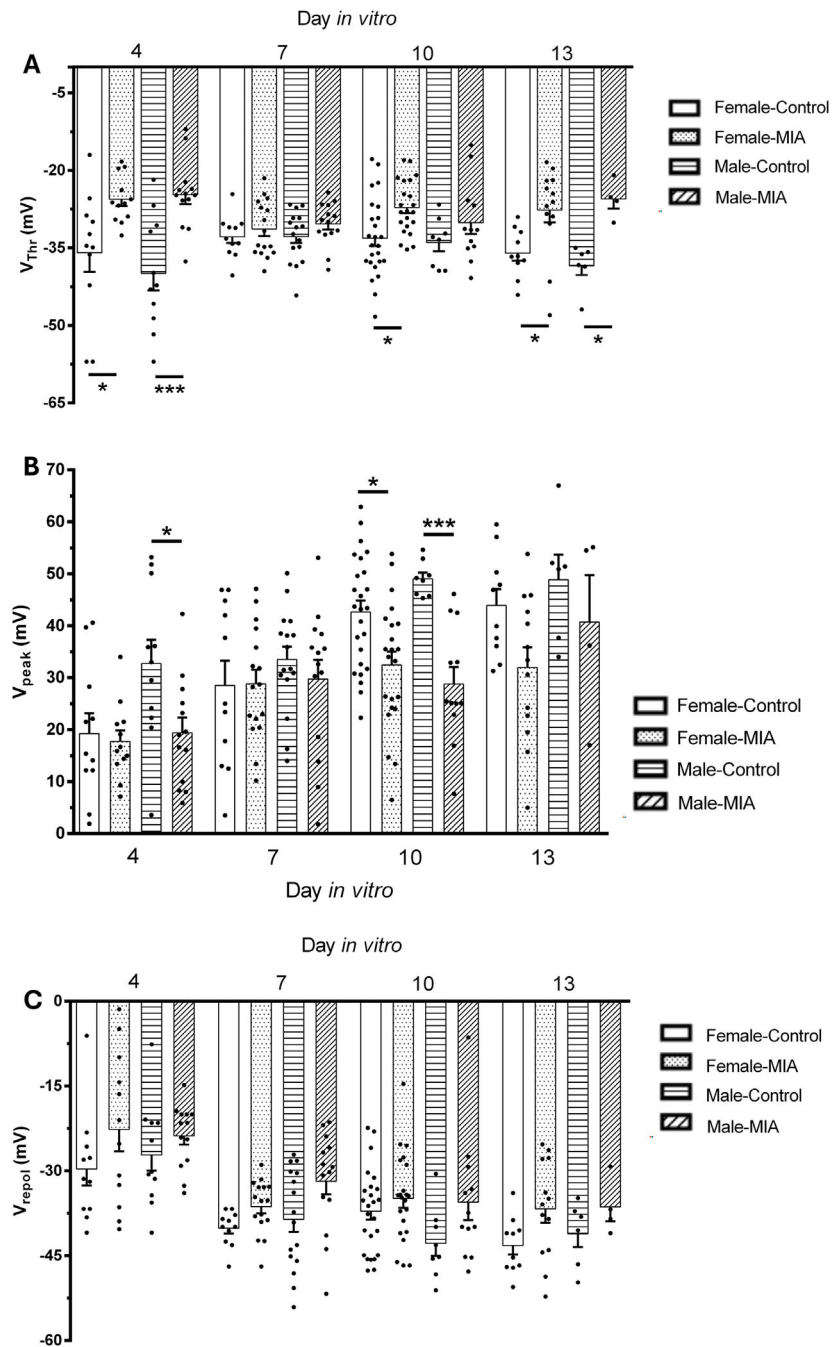 Day in vitro
4 7 10 13
A
-5
-20
-35
-50
-65
VThr (mV)
* *** * * *
Female-Control
Female-MIA
Male-Control
Male-MIA
B
70
60
50
40
30
20
10
0
Vpeak (mV)
* * ***
Female-Control
Female-MIA
Male-Control
Male-MIA
4 7 10 13
Day in vitro
Day in vitro
4 7 10 13
C
0
-15
-30
-45
-60
Vrepol (mV)
Female-Control
Female-MIA
Male-Control
Male-MIA